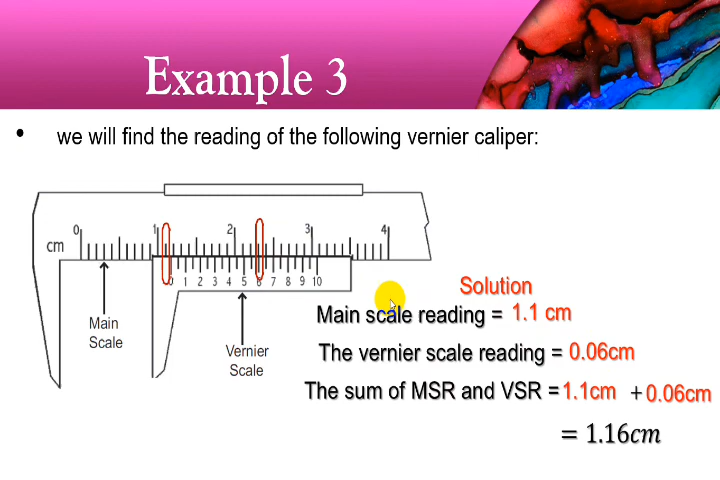 Example 3
• we will find the reading of the following vernier caliper:
0 1 2 3 4
cm
0 1 2 3 4 5 6 7 8 9 10
Main
Scale
Vernier
Scale
Solution
Main scale reading = 1.1 cm
The vernier scale reading = 0.06cm
The sum of MSR and VSR = 1.1cm + 0.06cm
= 1.16cm